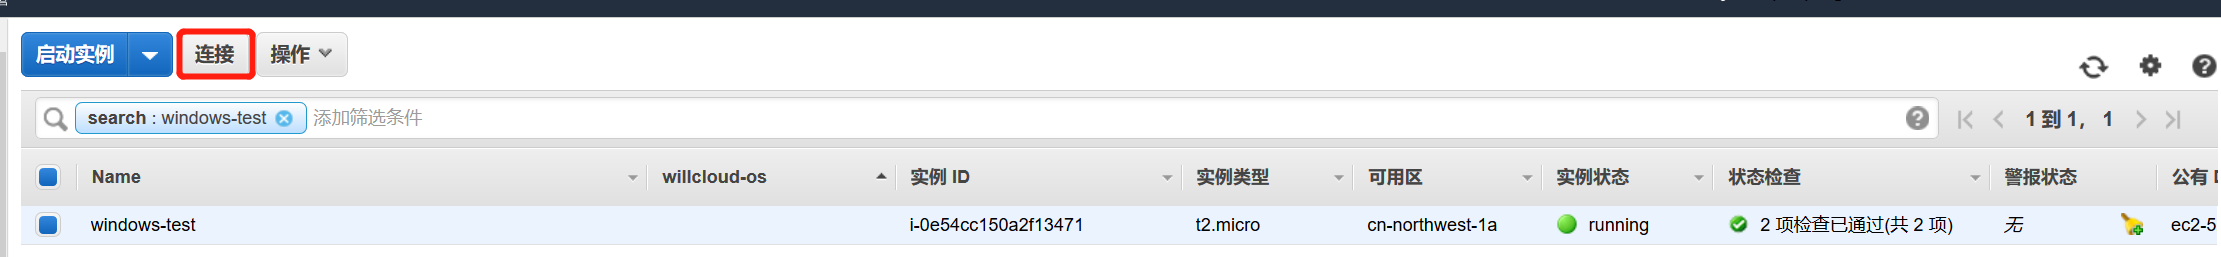 启动实例 连接 操作
search : windows-test 添加筛选条件 1 到 1， 1
Name willcloud-os 实例 ID 实例类型 可用区 实例状态 状态检查 警报状态 公有
windows-test i-0e54cc150a2f13471 t2.micro cn-northwest-1a running 2 项检查已通过(共 2 项) 无 ec2-5